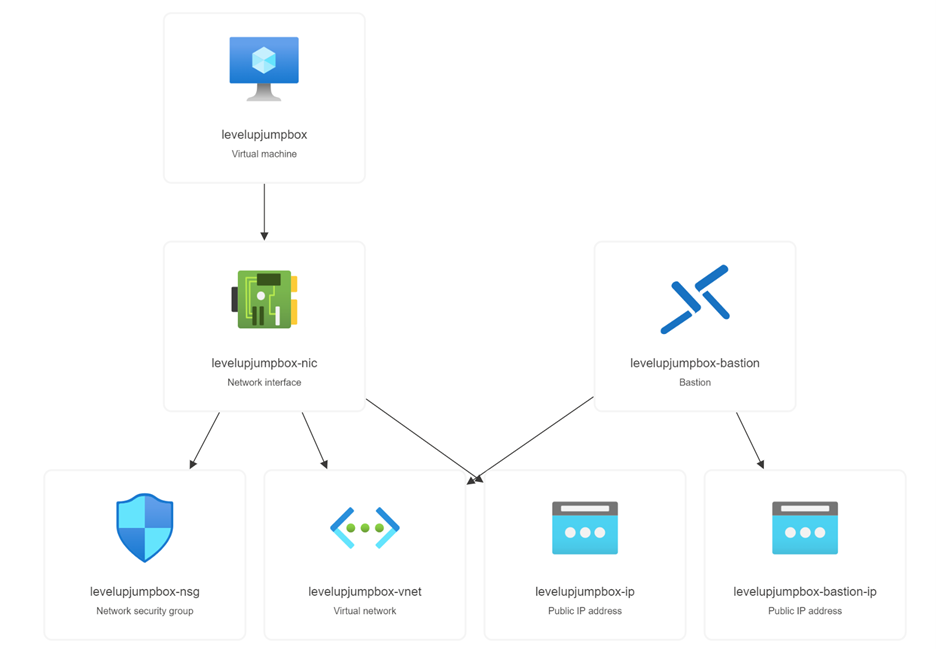 levelupjumpbox
Virtual machine
levelupjumpbox-nic
Network interface
levelupjumpbox-bastion
Bastion
levelupjumpbox-nsg
Network security group
levelupjumpbox-vnet
Virtual network
levelupjumpbox-ip
Public IP address
levelupjumpbox-bastion-ip
Public IP address